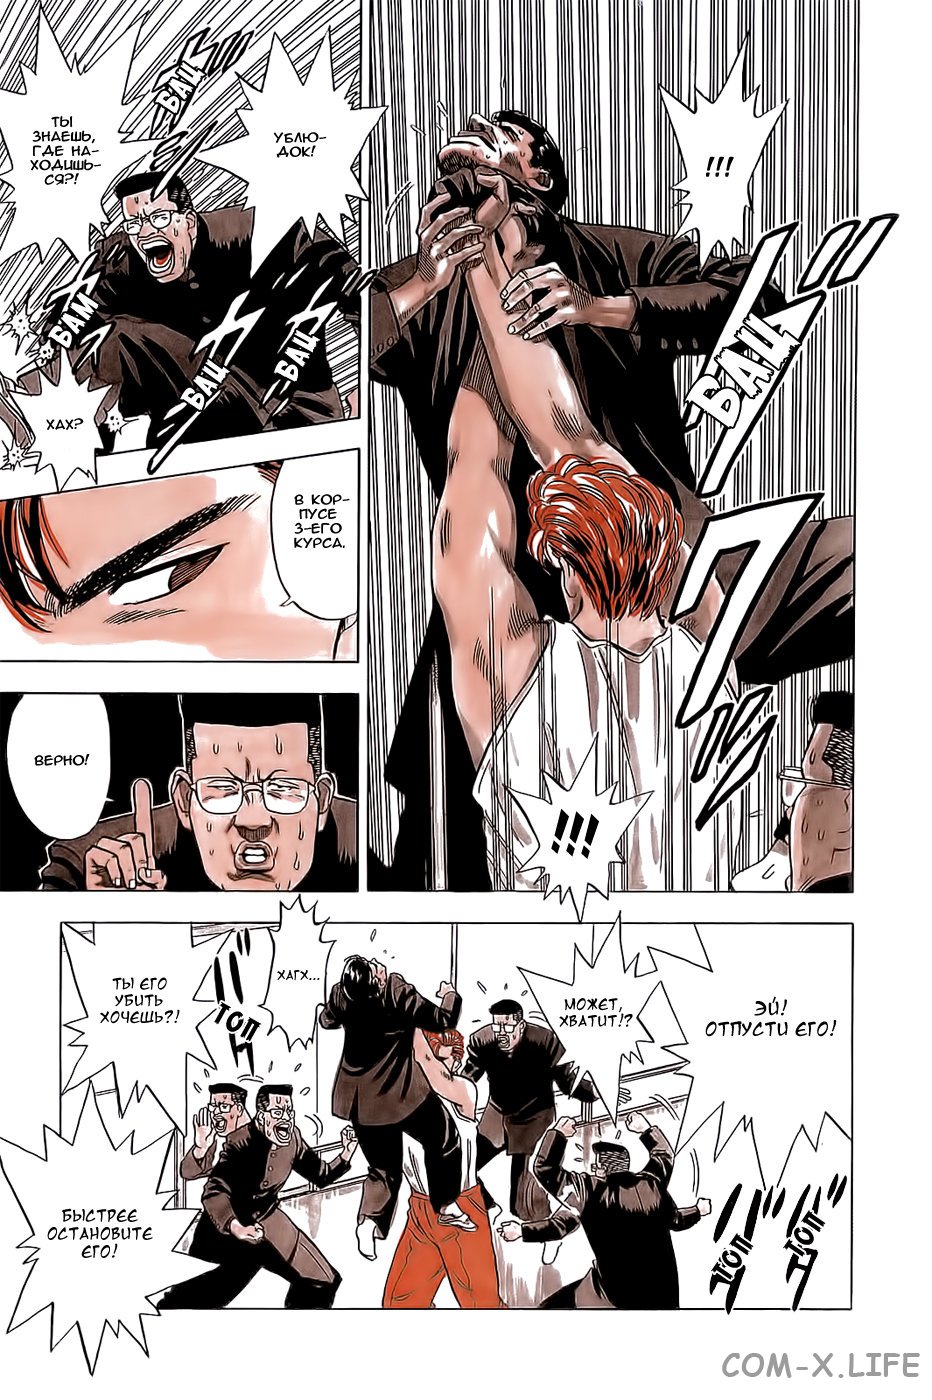 !!!
БАЦ
!!!
БАЦ
УБЛЮ-
ДОК!
ТЫ
ЗНАЕШЬ,
ГДЕ НА-
ХОДИШЬ-
СЯ?!
БАМ
БАЦ
БАЦ
ХАХ?
В КОР-
ПУСЕ
3-ЕГО
КУРСА.
ВЕРНО!
ЭЙ!
ОТПУСТИ ЕГО!
МОЖЕТ,
ХВАТИТ!?
ХАГХ...
ТОП
ТЫ ЕГО
УБИТЬ
ХОЧЕШЬ?!
БЫСТРЕЕ
ОСТАНОВИТЕ
ЕГО!
ТОП
ТОП
COM-X.LIFE